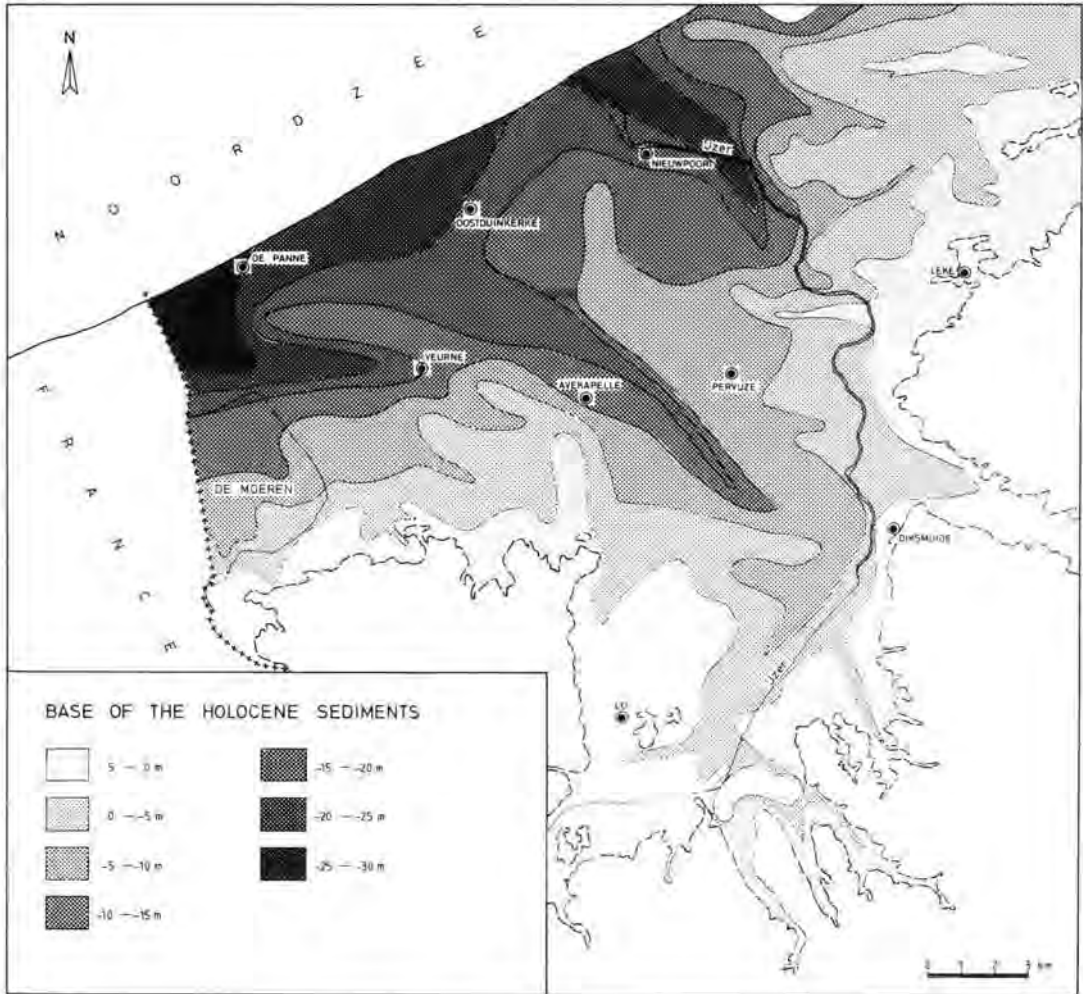 N
NOORDZEE
IJzer
NIEUWPOORT
OOSTDUINKERKE
DE PANNE
LEKE
VEURNE
AVEKAPELLE
PERVIJZE
FRANCE
DE MOEREN
DIKSMUIDE
IJzer
LO
BASE OF THE HOLOCENE SEDIMENTS
5 — 0 m
0 — -5 m
-5 — -10 m
-10 — -15 m
-15 — -20 m
-20 — -25 m
-25 — -30 m
0 1 2 3 km